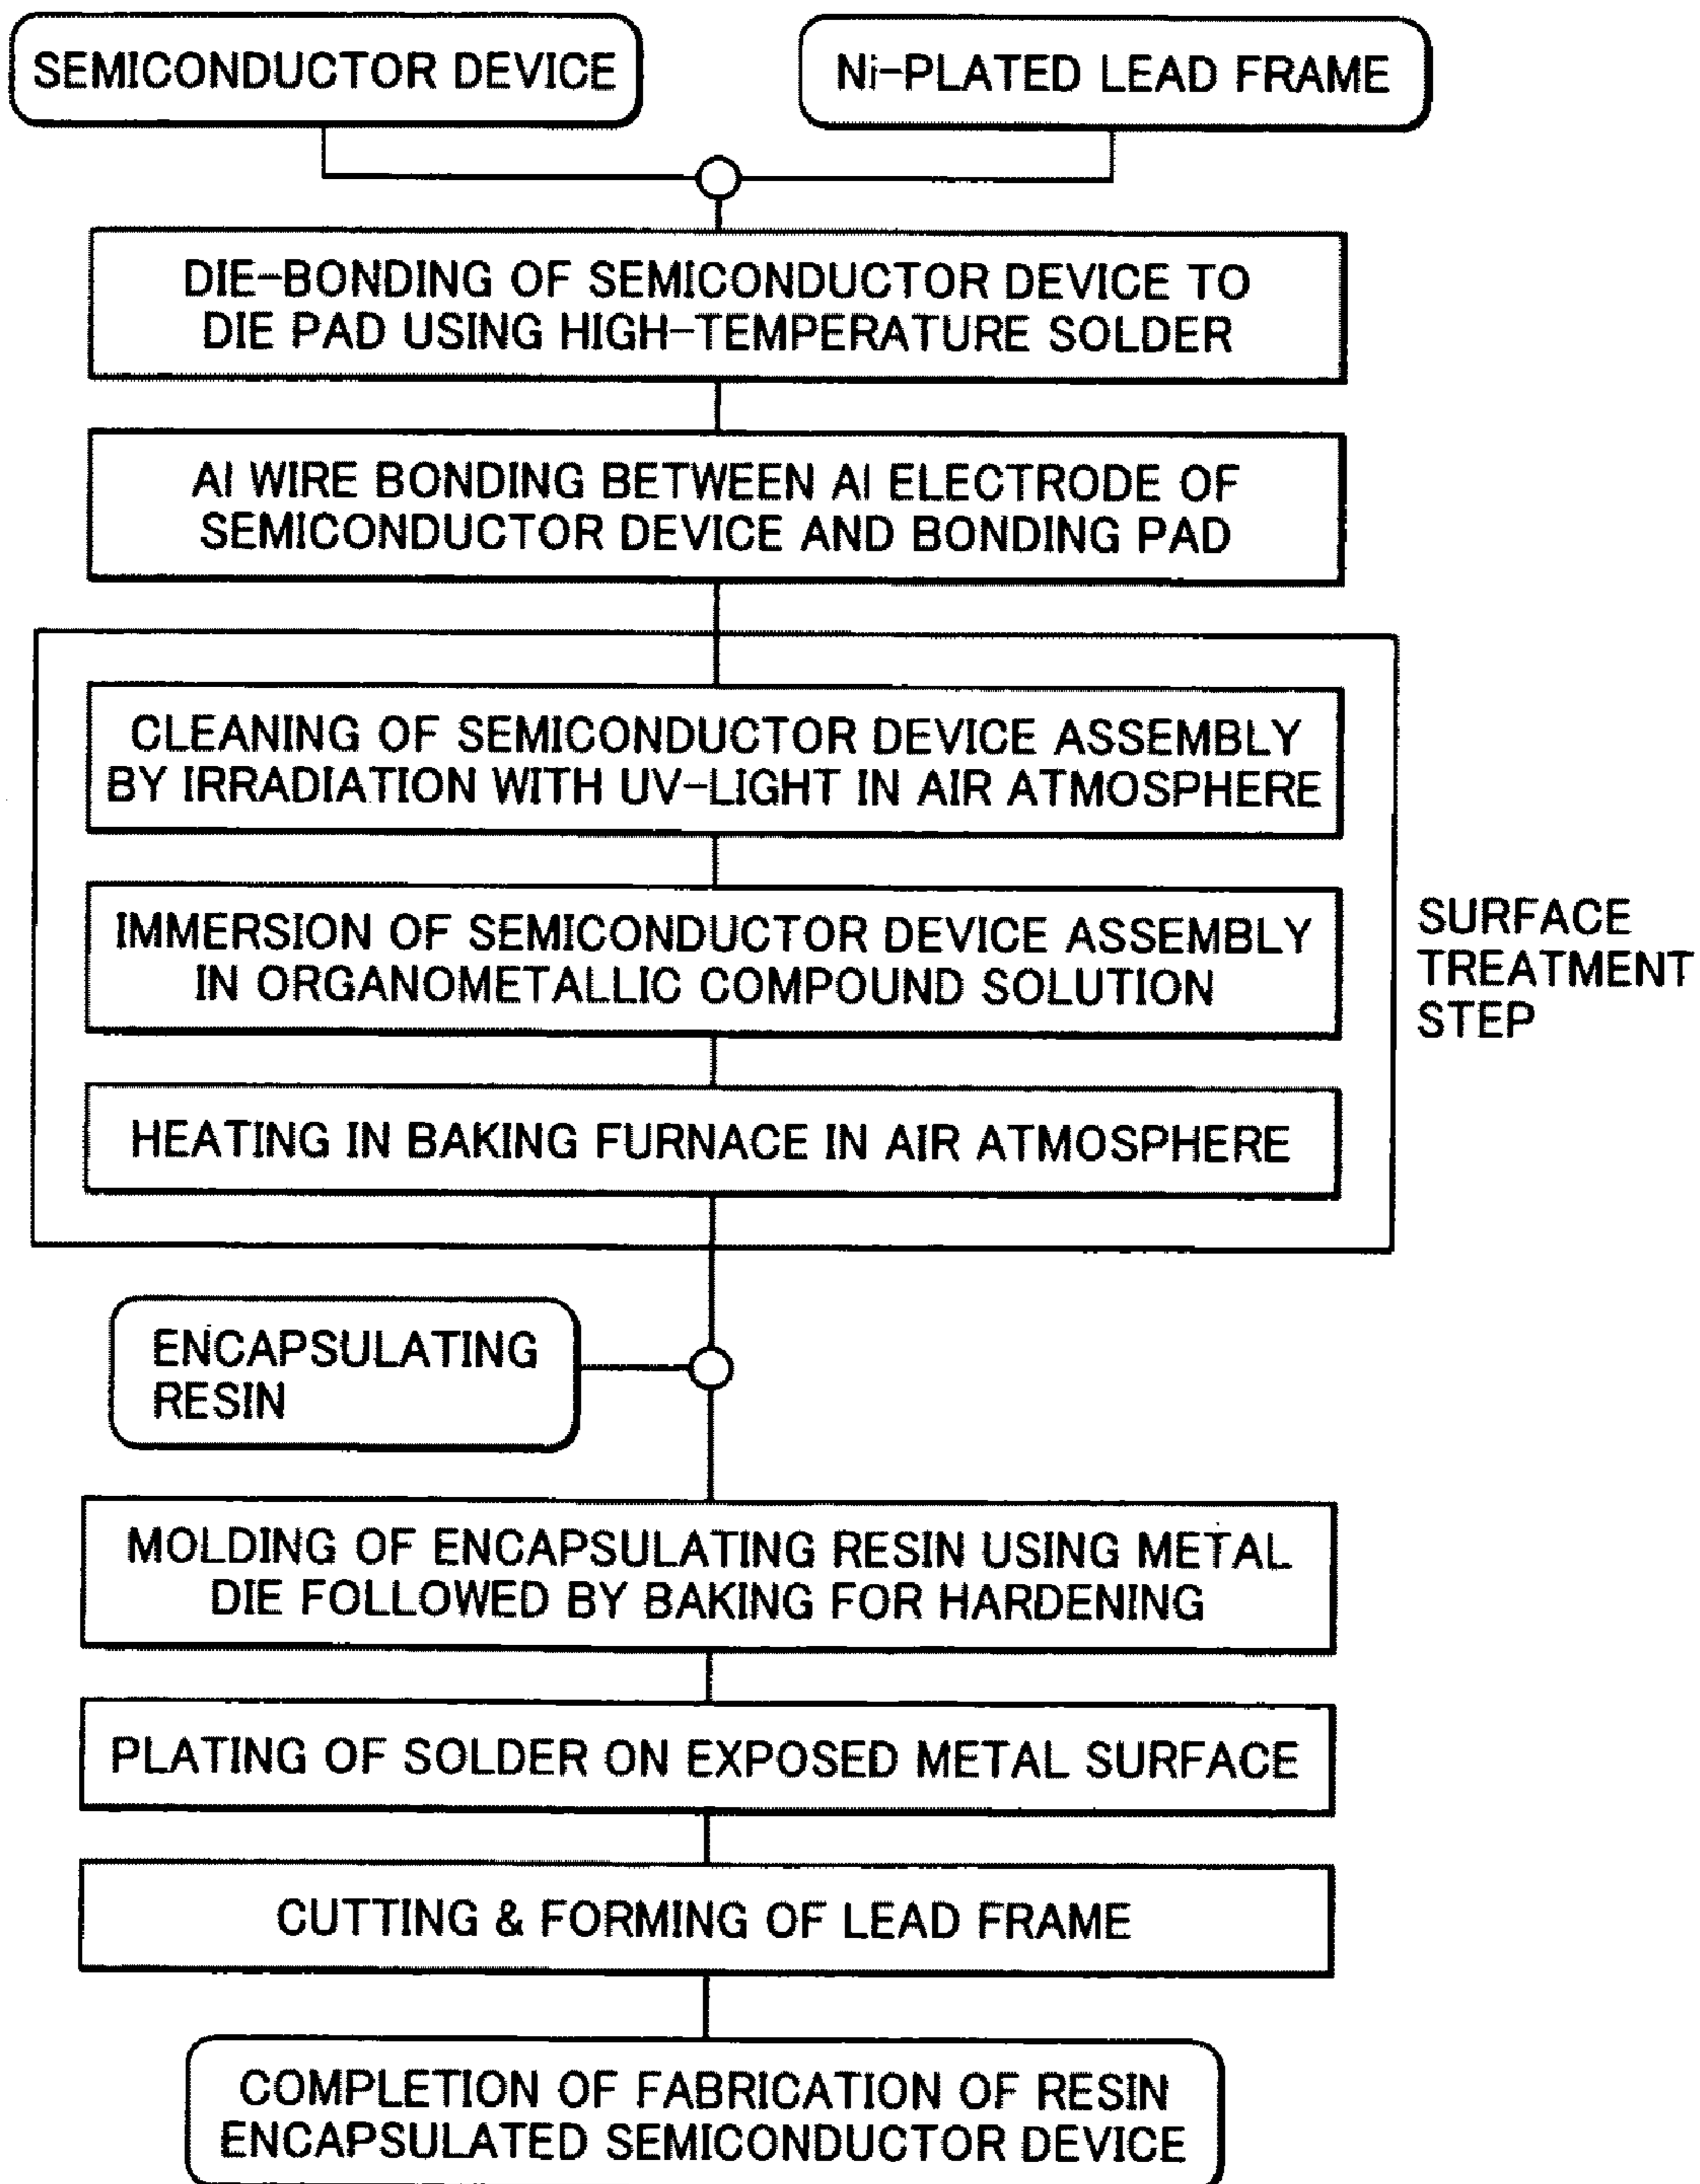 SEMICONDUCTOR DEVICE
Ni-PLATED LEAD FRAME
DIE-BONDING OF SEMICONDUCTOR DEVICE TO
DIE PAD USING HIGH-TEMPERATURE SOLDER
Al WIRE BONDING BETWEEN Al ELECTRODE OF
SEMICONDUCTOR DEVICE AND BONDING PAD
CLEANING OF SEMICONDUCTOR DEVICE ASSEMBLY
BY IRRADIATION WITH UV-LIGHT IN AIR ATMOSPHERE
IMMERSION OF SEMICONDUCTOR DEVICE ASSEMBLY
IN ORGANOMETALLIC COMPOUND SOLUTION
HEATING IN BAKING FURNACE IN AIR ATMOSPHERE
SURFACE
TREATMENT
STEP
ENCAPSULATING
RESIN
MOLDING OF ENCAPSULATING RESIN USING METAL
DIE FOLLOWED BY BAKING FOR HARDENING
PLATING OF SOLDER ON EXPOSED METAL SURFACE
CUTTING & FORMING OF LEAD FRAME
COMPLETION OF FABRICATION OF RESIN
ENCAPSULATED SEMICONDUCTOR DEVICE